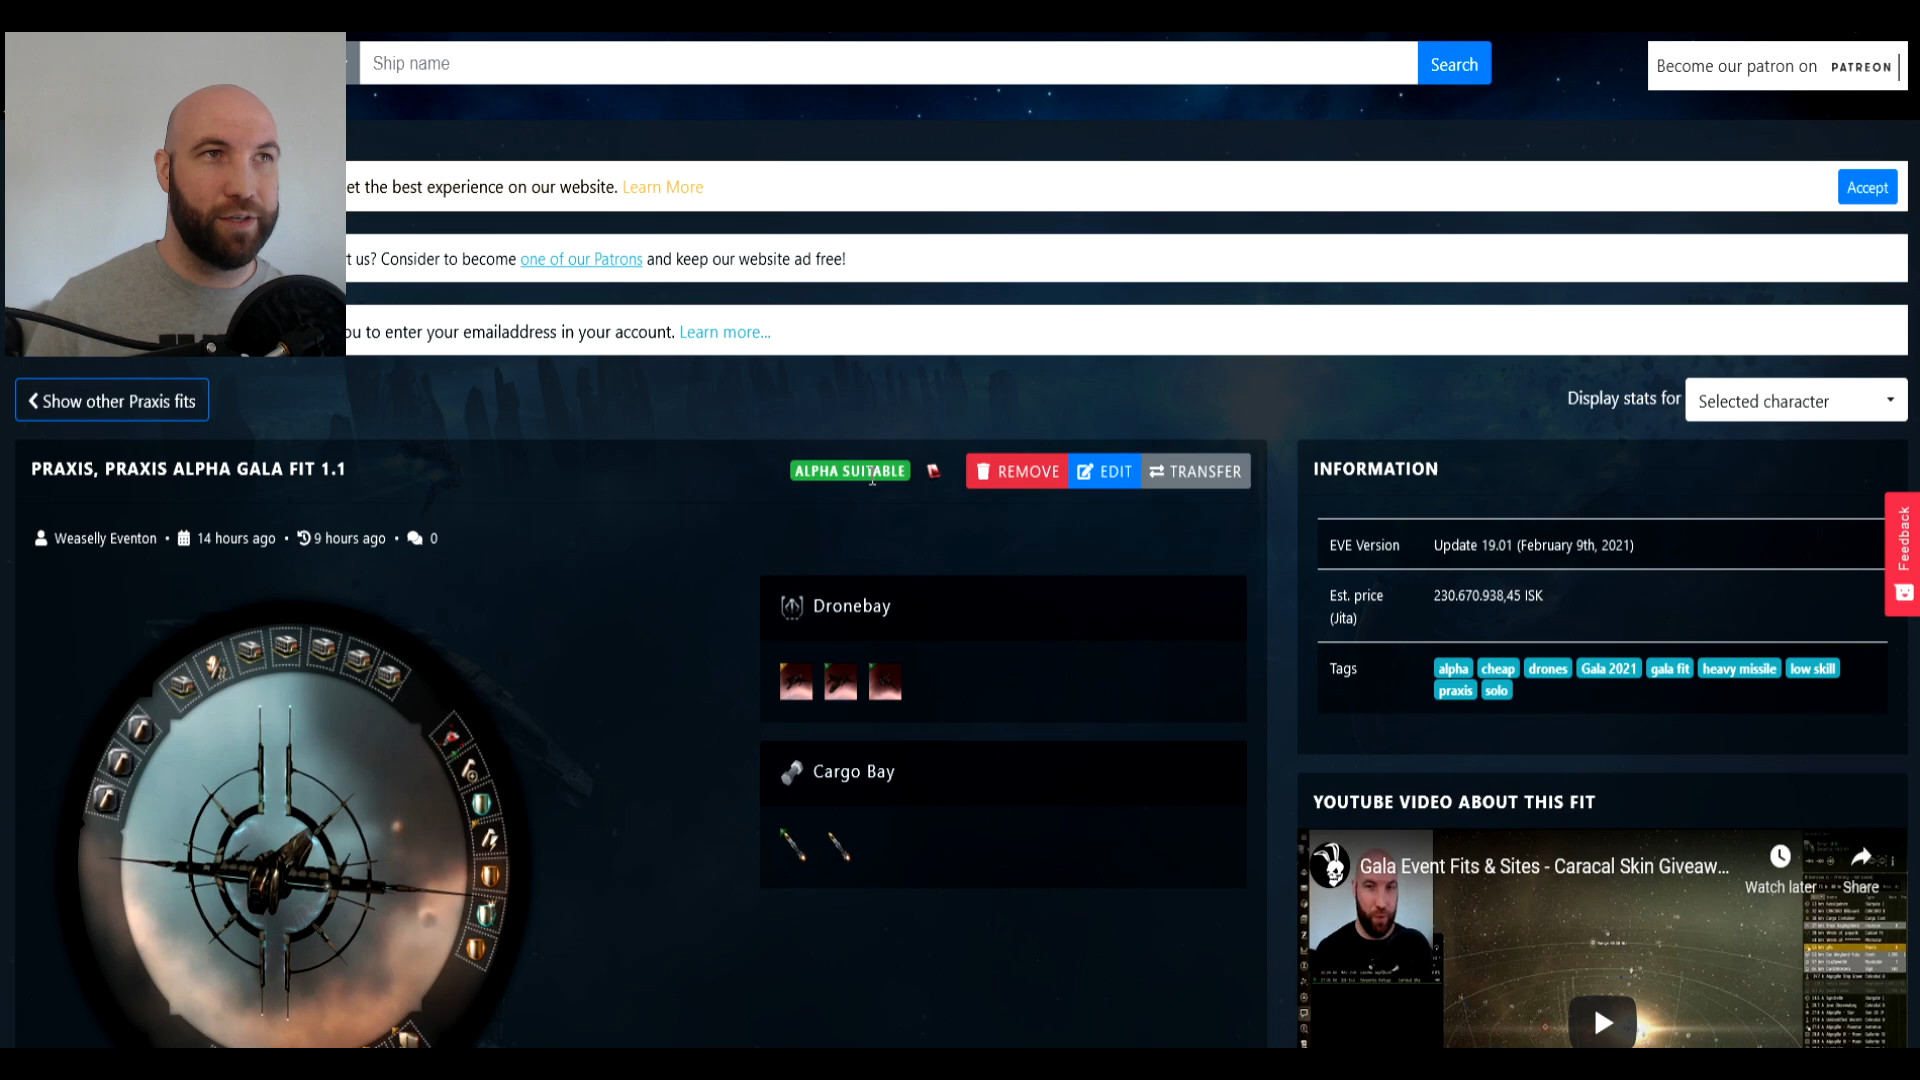 Ship name
Search
Become our patron on PATREON
et the best experience on our website. Learn More
Accept
t us? Consider to become one of our Patrons and keep our website ad free!
ou to enter your emailaddress in your account. Learn more...
Show other Praxis fits
Display stats for
Selected character
PRAXIS, PRAXIS ALPHA GALA FIT 1.1
ALPHA SUITABLE
REMOVE
EDIT
TRANSFER
Weaselly Eventon • 14 hours ago • 9 hours ago • 0
Dronebay
Cargo Bay
INFORMATION
EVE Version Update 19.01 (February 9th, 2021)
Est. price 230.670.938,45 ISK
(Jita)
Tags alpha cheap drones Gala 2021 gala fit heavy missile low skill
praxis solo
Feedback
YOUTUBE VIDEO ABOUT THIS FIT
Gala Event Fits & Sites - Caracal Skin Giveaw...
Watch later
Share